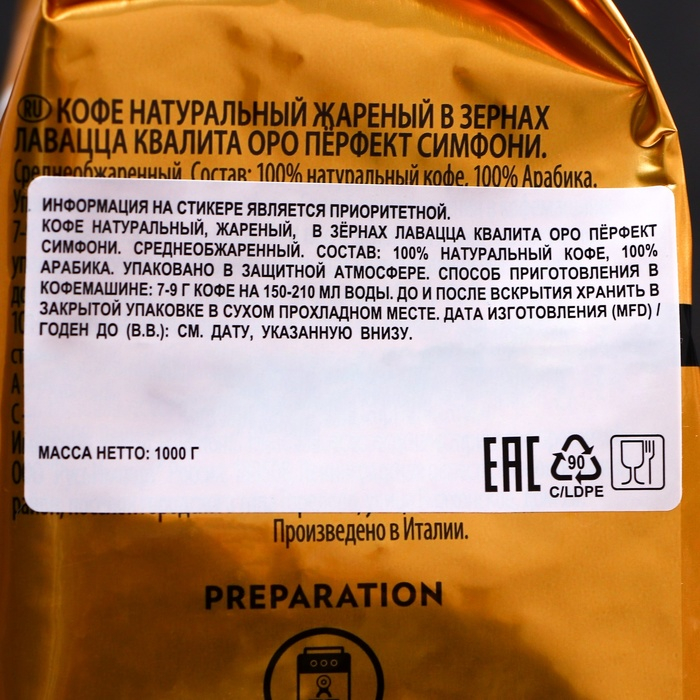 RU КОФЕ НАТУРАЛЬНЫЙ ЖАРЕНЫЙ В ЗЕРНАХ
ЛАВАЦЦА КВАЛИТА ОРО ПЁРФЕКТ СИМФОНИ.
Среднеобжаренный. Состав: 100% натуральный кофе, 100% Арабика.
ИНФОРМАЦИЯ НА СТИКЕРЕ ЯВЛЯЕТСЯ ПРИОРИТЕТНОЙ.
КОФЕ НАТУРАЛЬНЫЙ, ЖАРЕНЫЙ, В ЗЁРНАХ ЛАВАЦЦА КВАЛИТА ОРО ПЁРФЕКТ
СИМФОНИ. СРЕДНЕОБЖАРЕННЫЙ. СОСТАВ: 100% НАТУРАЛЬНЫЙ КОФЕ, 100%
АРАБИКА. УПАКОВАНО В ЗАЩИТНОЙ АТМОСФЕРЕ. СПОСОБ ПРИГОТОВЛЕНИЯ В
КОФЕМАШИНЕ: 7-9 Г КОФЕ НА 150-210 МЛ ВОДЫ. ДО И ПОСЛЕ ВСКРЫТИЯ ХРАНИТЬ В
ЗАКРЫТОЙ УПАКОВКЕ В СУХОМ ПРОХЛАДНОМ МЕСТЕ. ДАТА ИЗГОТОВЛЕНИЯ (MFD) /
ГОДЕН ДО (B.B.): СМ. ДАТУ, УКАЗАННУЮ ВНИЗУ.
МАССА НЕТТО: 1000 Г
EAC
90
C/LDPE
Произведено в Италии.
PREPARATION